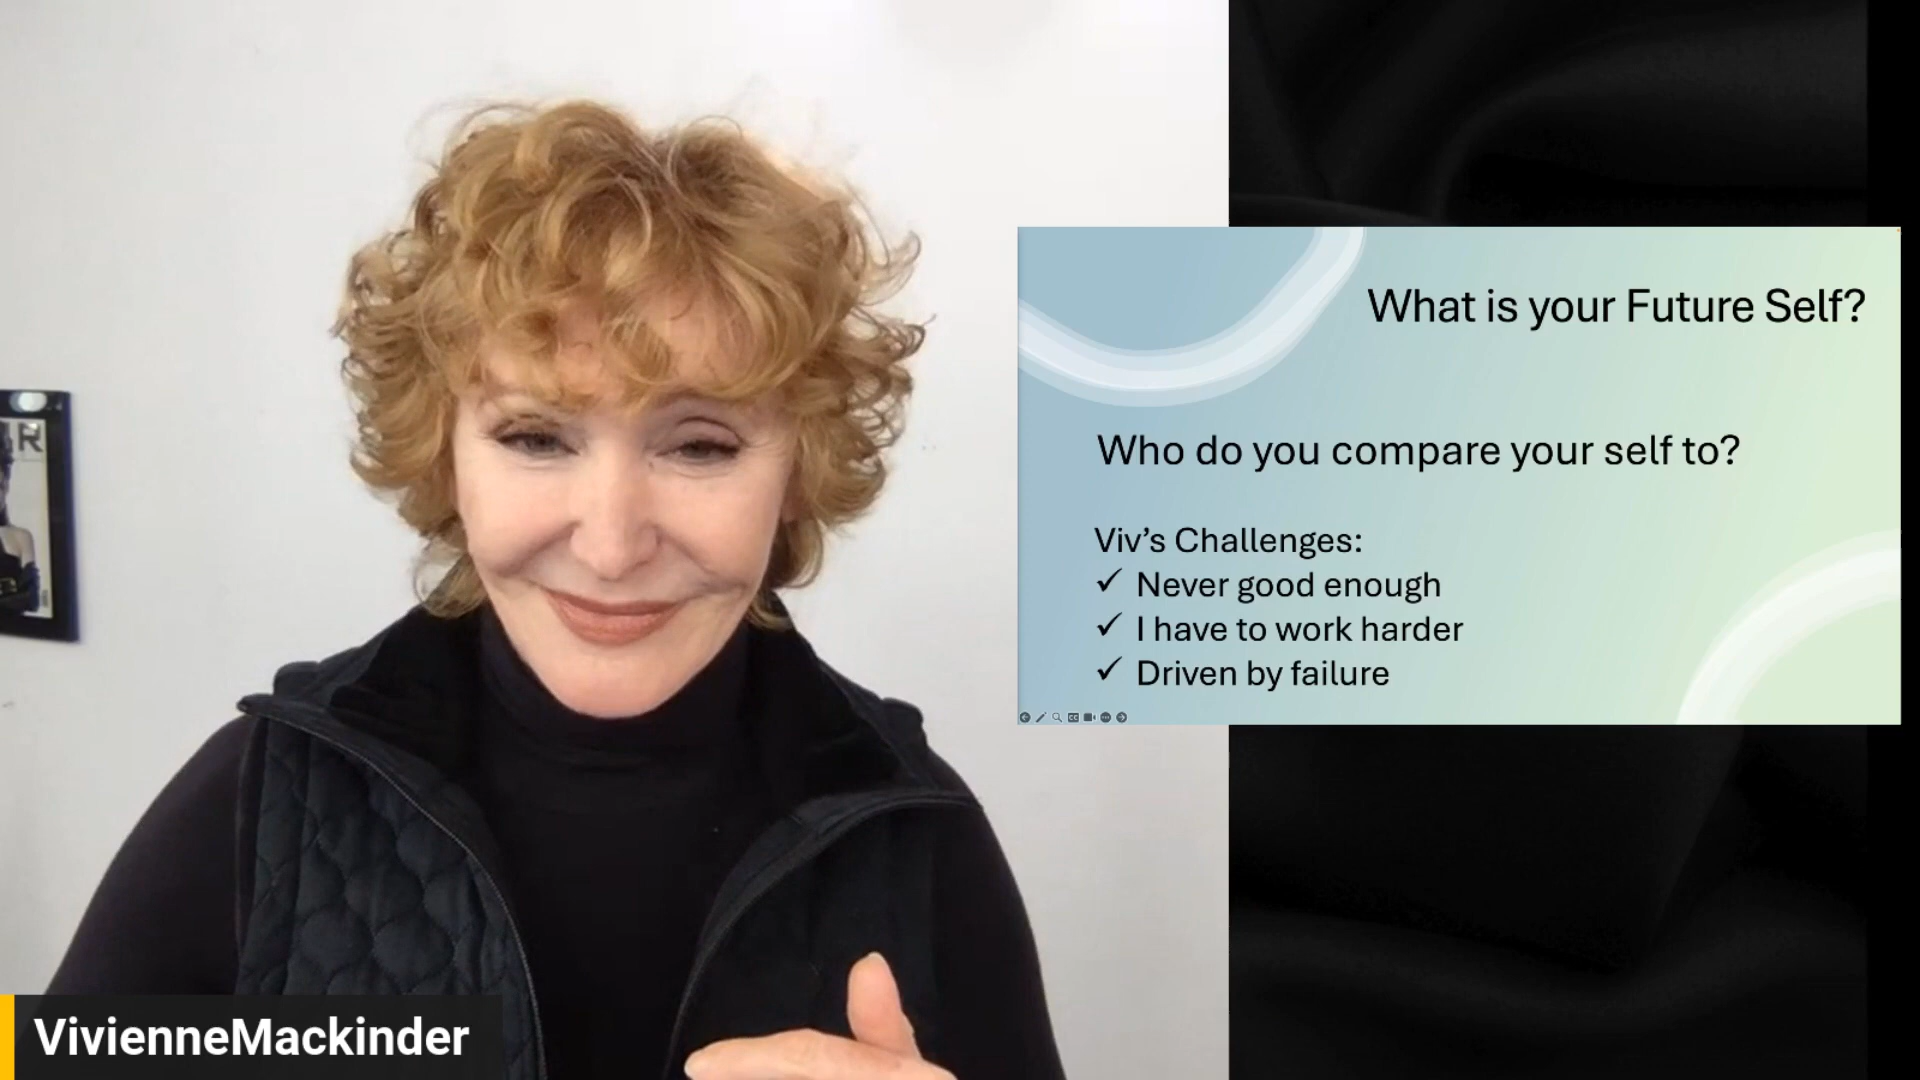 What is your Future Self?
Who do you compare your self to?
Viv’s Challenges:
✓ Never good enough
✓ I have to work harder
✓ Driven by failure
VivienneMackinder